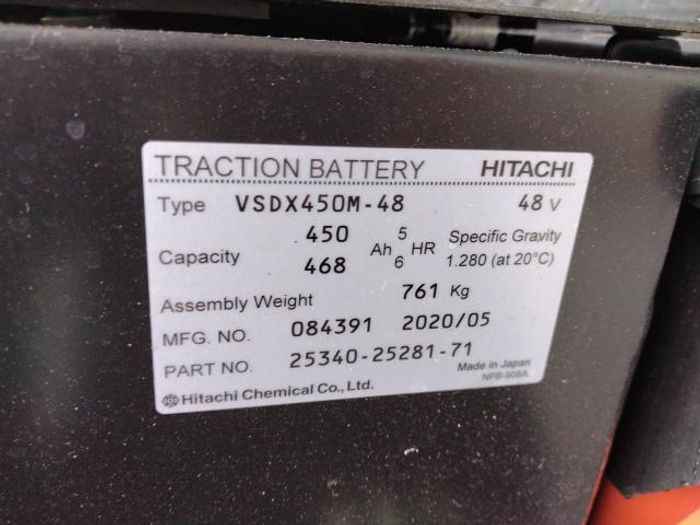 TRACTION BATTERY HITACHI
Type VSDX450M-48 48 V
Capacity 450 468 Ah 5 6 HR Specific Gravity 1.280 (at 20°C)
Assembly Weight 761 Kg
MFG. NO. 084391 2020/05
PART NO. 25340-25281-71 Made in Japan
Hitachi Chemical Co., Ltd.